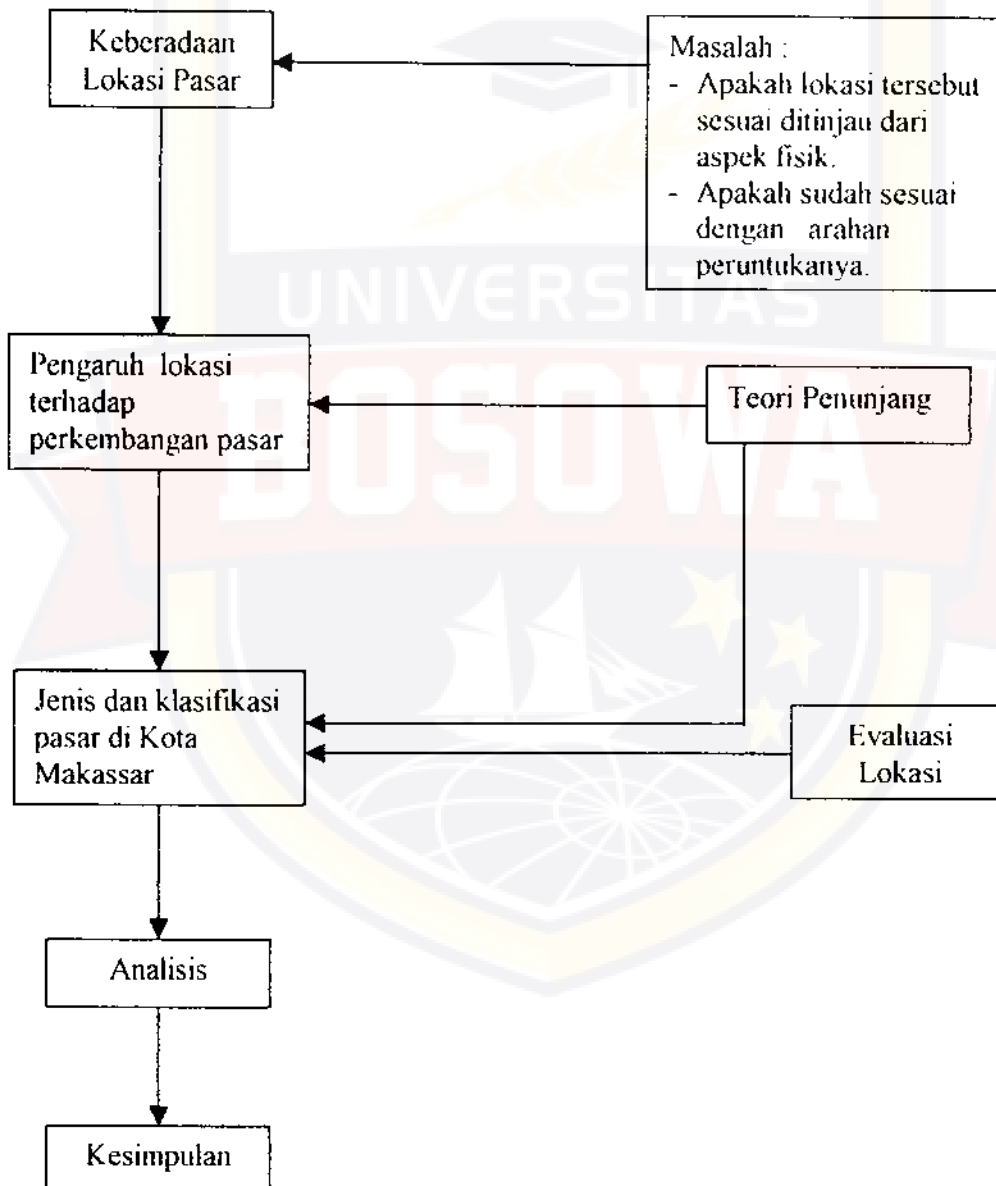 Keberadaan
Lokasi Pasar
Masalah :
- Apakah lokasi tersebut
sesuai ditinjau dari
aspek fisik.
- Apakah sudah sesuai
dengan arahan
peruntukanya.
UNIVERSITAS
Pengaruh lokasi
terhadap
perkembangan pasar
Teori Penunjang
BOSOWA
Jenis dan klasifikasi
pasar di Kota
Makassar
Evaluasi
Lokasi
Analisis
Kesimpulan